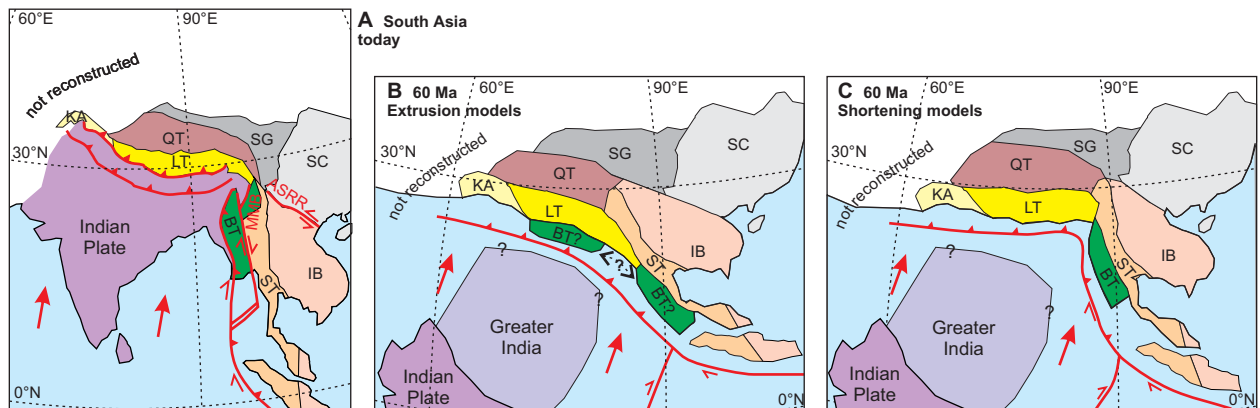 60°E
90°E
A South Asia
today
not reconstructed
KA
QT
SG
SC
30°N
LT
ASRR
MMB
BT
Indian
Plate
IB
ST
0°N
B 60 Ma
Extrusion models
60°E
90°E
not reconstructed
30°N
SG
SC
QT
KA
LT
BT?
?
<?>
ST
IB
BT?
?
Greater
India
Indian
Plate
0°N
C 60 Ma
Shortening models
60°E
90°E
not reconstructed
30°N
SG
SC
QT
KA
LT
?
BT
ST
IB
?
Greater
India
Indian
Plate
0°N